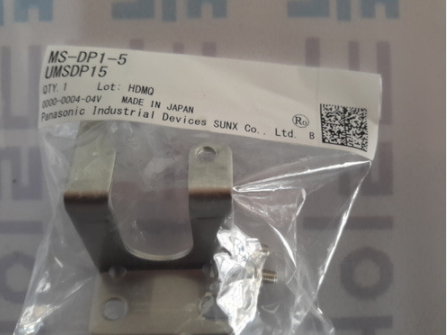 MS-DP1-5
UMSDP15
QTY. 1 Lot: HDMQ
0000-0004-04V MADE IN JAPAN
Panasonic Industrial Devices SUNX Co., Ltd. 8